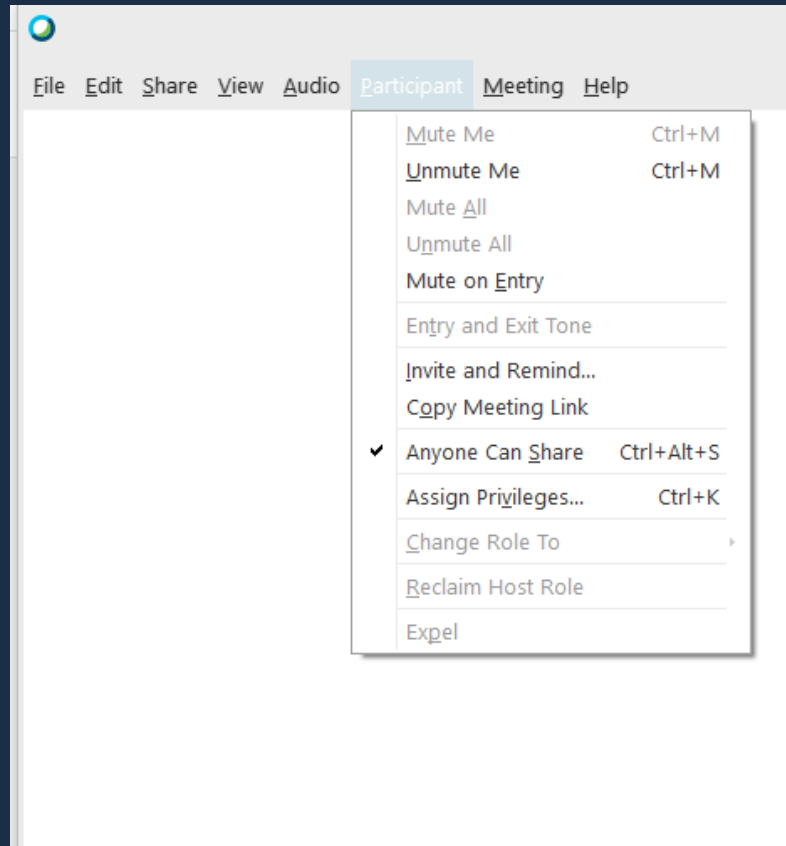 File Edit Share View Audio Participant Meeting Help
Mute Me Ctrl+M
Unmute Me Ctrl+M
Mute All
Unmute All
Mute on Entry
Entry and Exit Tone
Invite and Remind...
Copy Meeting Link
Anyone Can Share Ctrl+Alt+S
Assign Privileges... Ctrl+K
Change Role To
Reclaim Host Role
Expel